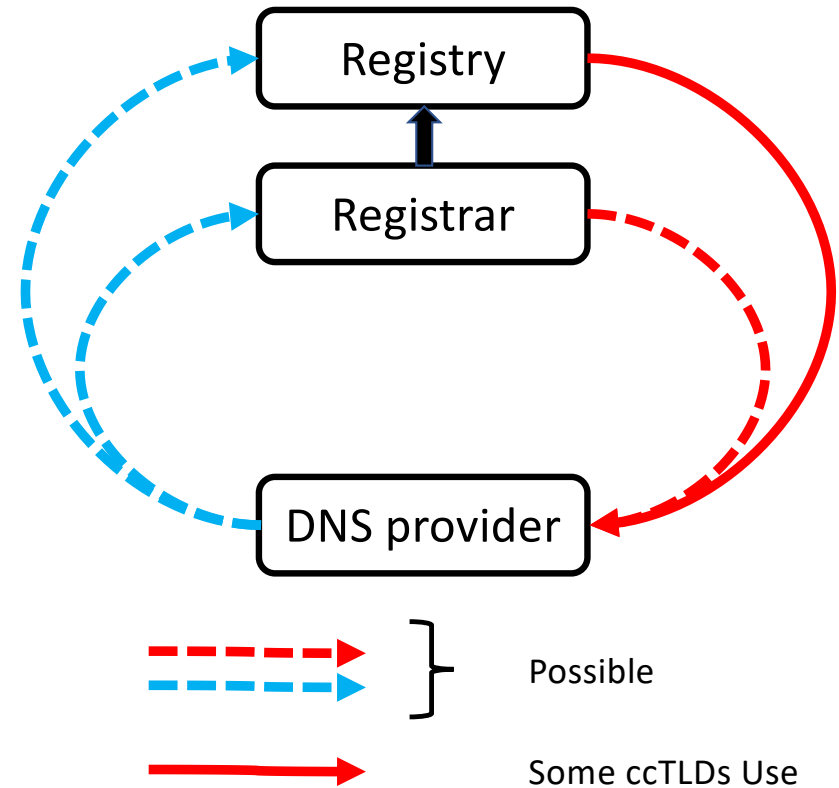 Registry
Registrar
DNS provider
Possible
Some ccTLDs Use